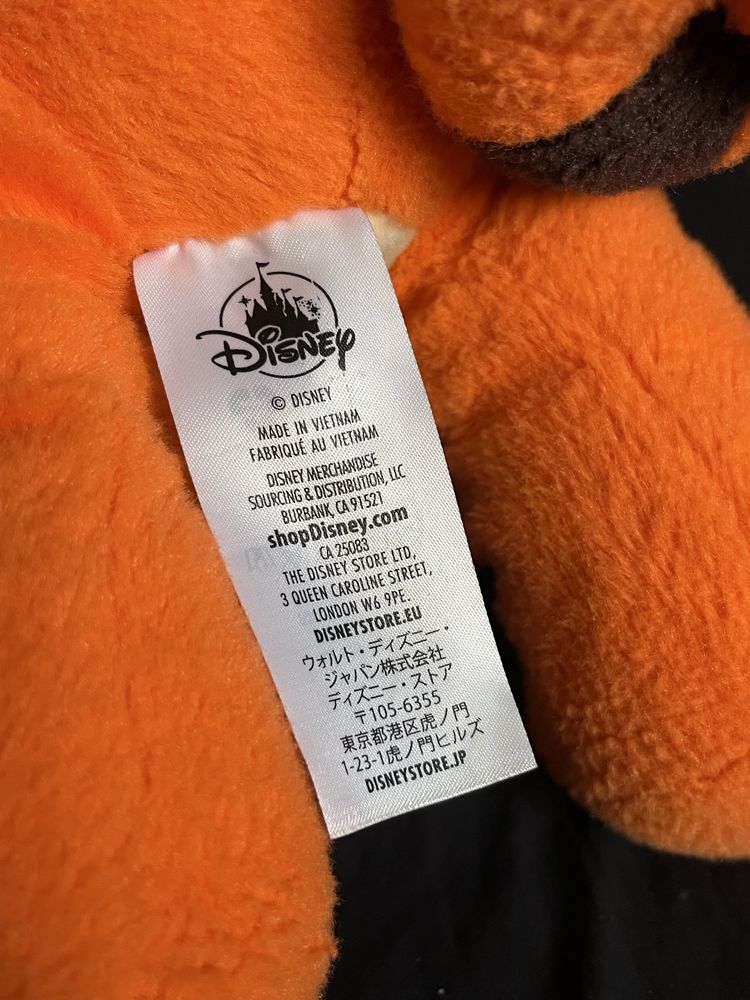 Disney
© DISNEY
MADE IN VIETNAM
FABRIQUÉ AU VIETNAM
DISNEY MERCHANDISE
SOURCING & DISTRIBUTION, LLC
BURBANK, CA 91521
shopDisney.com
CA 25083
THE DISNEY STORE LTD,
3 QUEEN CAROLINE STREET,
LONDON W6 9PE.
DISNEYSTORE.EU
ウォルト・ディズニー・
ジャパン株式会社
ディズニー・ストア
〒105-6355
東京都港区虎ノ門
1-23-1虎ノ門ヒルズ
DISNEYSTORE.JP